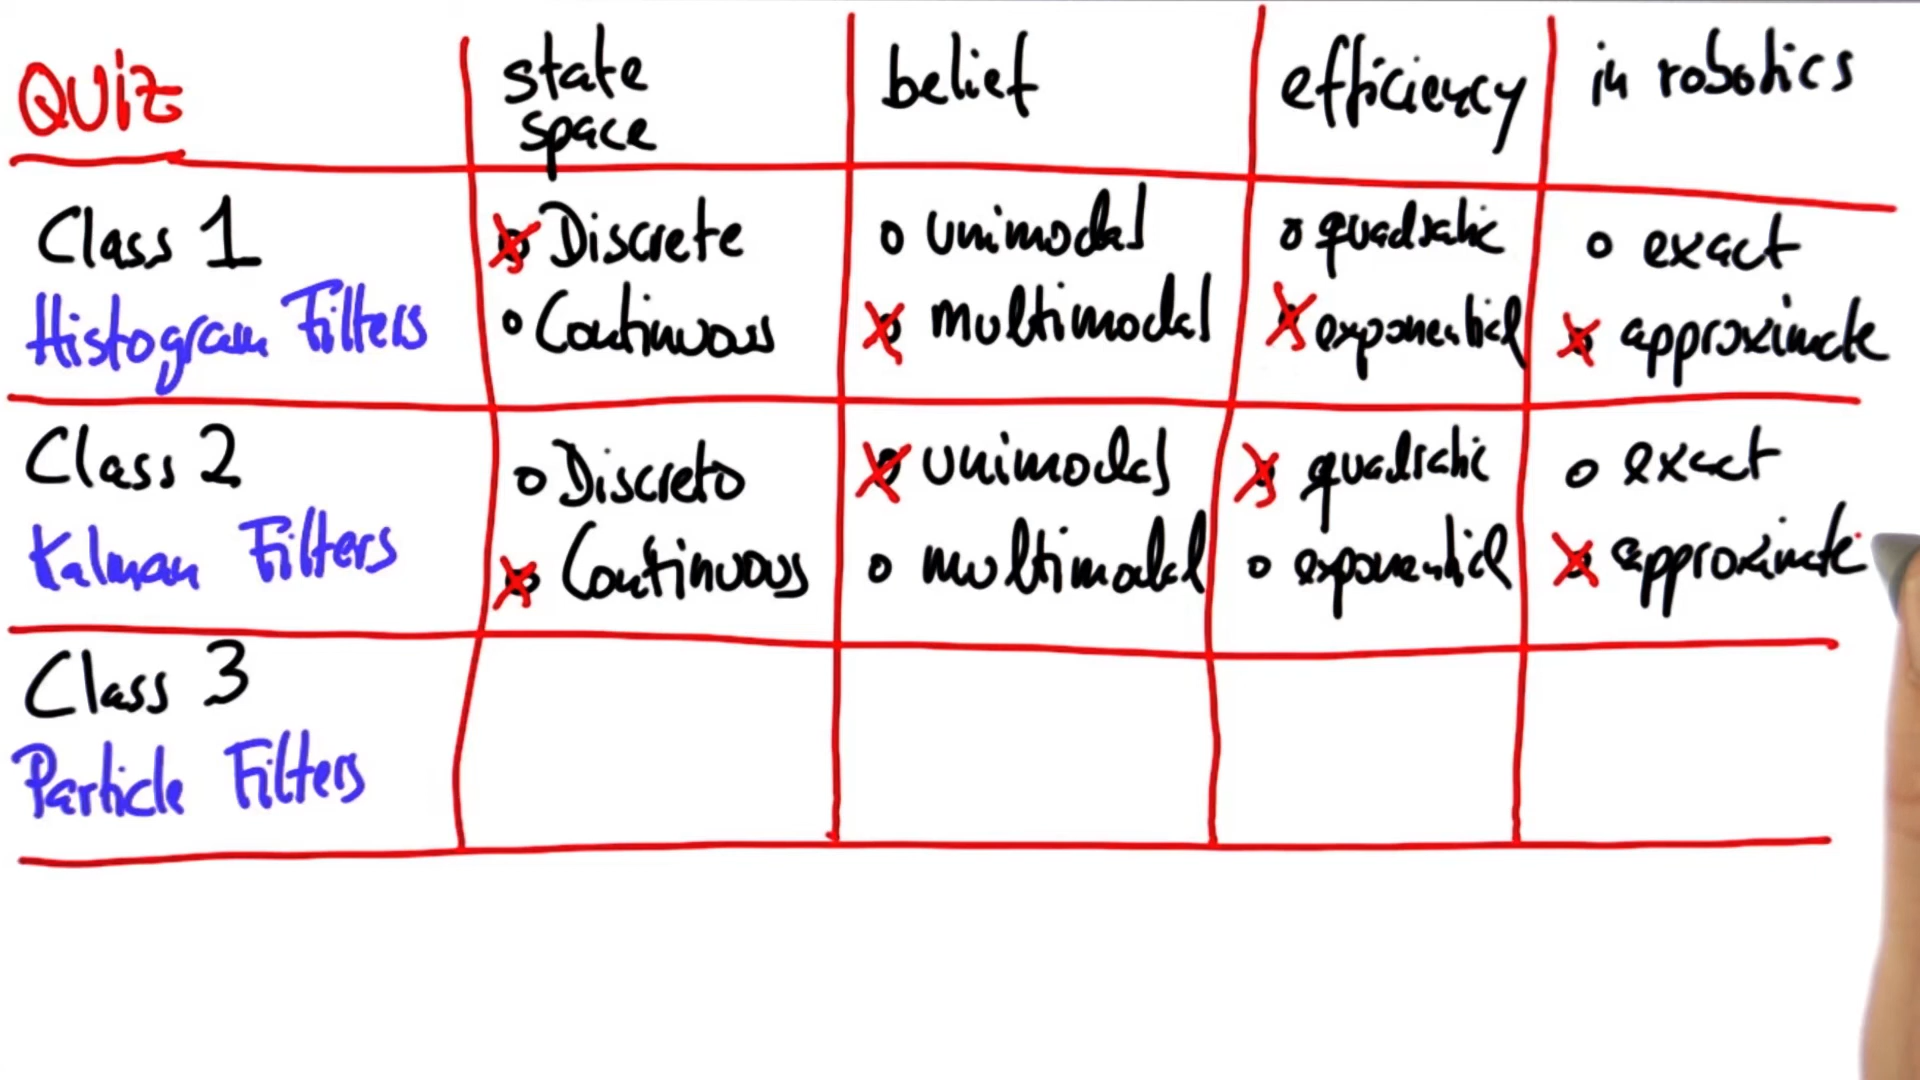 QUIZ
state space
belief
efficiency
in robotics
Class 1
Histogram Filters
Discrete
Continuous
unimodal
multimodal
quadratic
exponential
exact
approximate
Class 2
Kalman Filters
Discrete
Continuous
unimodal
multimodal
quadratic
exponential
exact
approximate
Class 3
Particle Filters